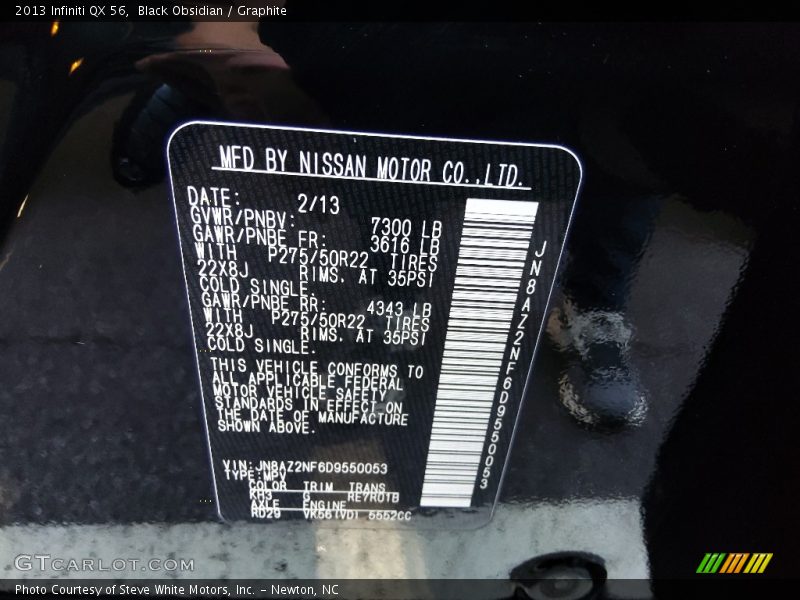 2013 Infiniti QX 56,  Black Obsidian / Graphite
MFD BY NISSAN MOTOR CO.,LTD.
DATE: 2/13
GVWR/PNBV: 7300 LB
GAWR/PNBE FR: 3616 LB
WITH P275/50R22 TIRES
22X8J RIMS. AT 35PSI
COLD SINGLE.
GAWR/PNBE RR: 4343 LB
WITH P275/50R22 TIRES
22X8J RIMS. AT 35PSI
COLD SINGLE.
THIS VEHICLE CONFORMS TO
ALL APPLICABLE FEDERAL
MOTOR VEHICLE SAFETY
STANDARDS IN EFFECT ON
THE DATE OF MANUFACTURE
SHOWN ABOVE.
VIN:JN8AZ2NF6D9550053
TYPE:MPV
COLOR TRIM TRANS
KH3 G RE7R01B
AXLE ENGINE
RD29 VK56(VD) 5552CC
JN8AZ2NF6D9550053
GTCARLOT.COM
Photo Courtesy of Steve White Motors, Inc. - Newton, NC